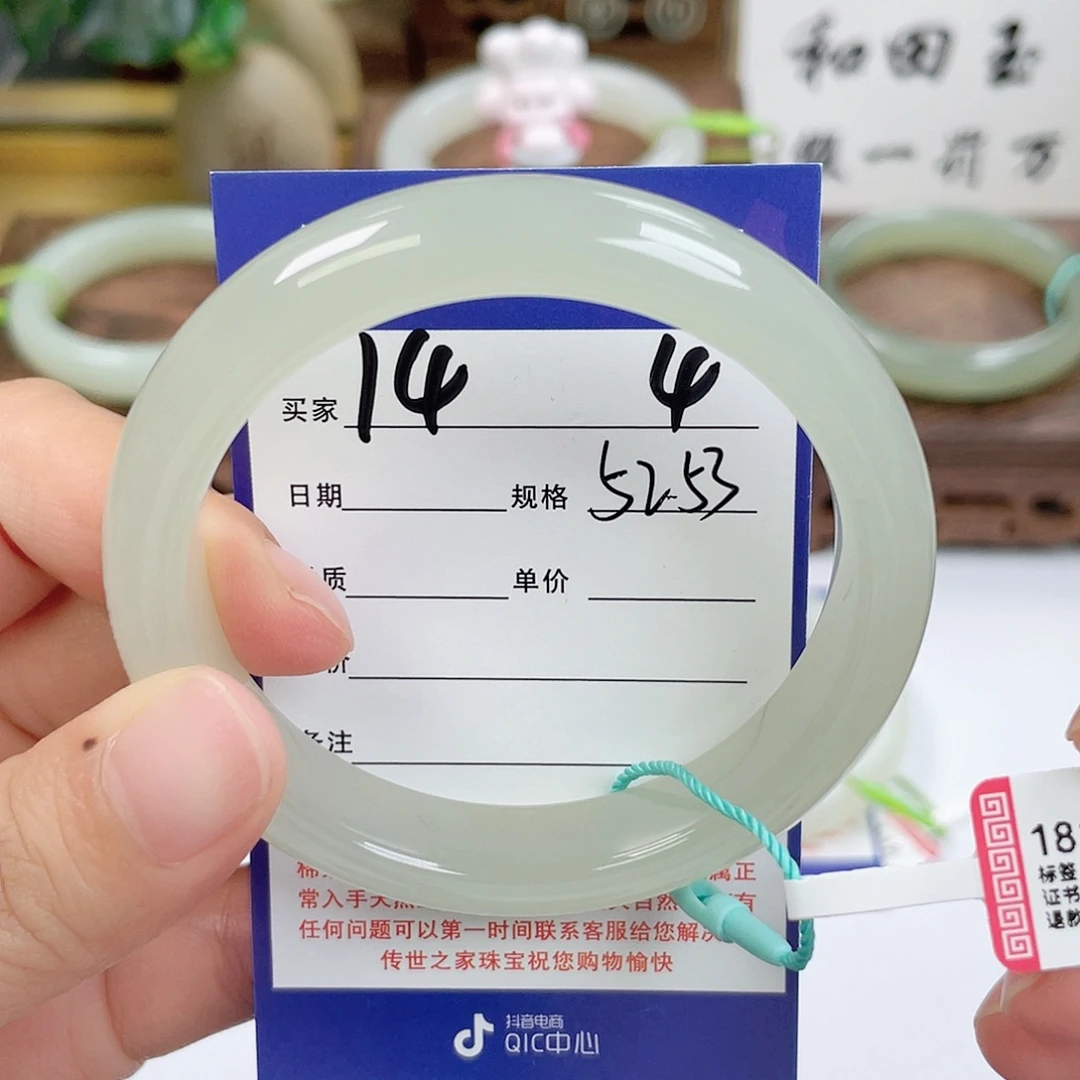 和田玉
一 万
买家 14 4
日期 规格 52-53
质 单价
价
备注
常入手天
任何问题可以第一时间联系客服给您解决
传世之家珠宝祝您购物愉快
抖音电商
QIC中心
18
标签
证书
退款